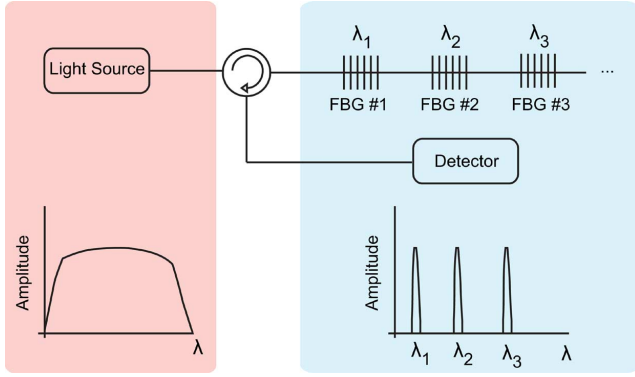 λ1 λ2 λ3
Light Source
...
FBG #1 FBG #2 FBG #3
Detector
Amplitude
λ
Amplitude
λ1 λ2 λ3 λ